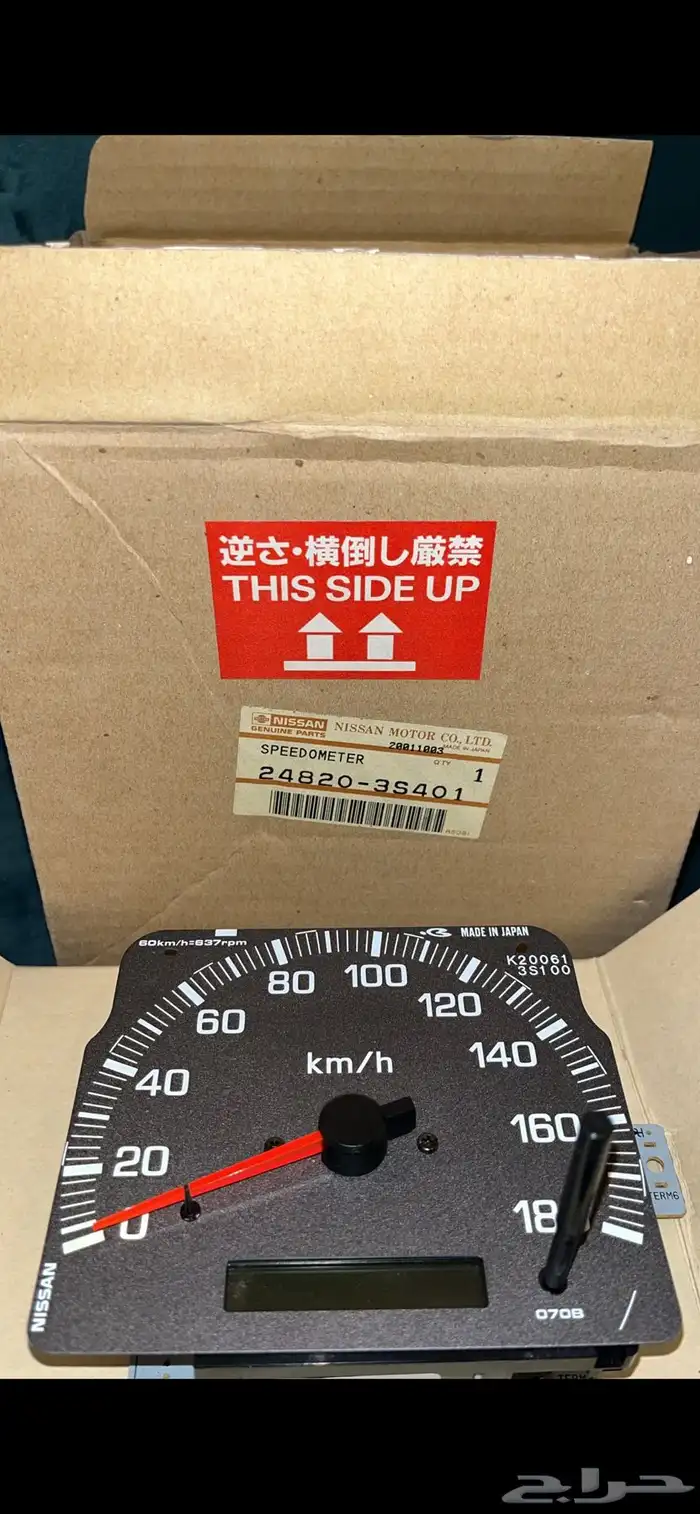 逆さ・横倒し厳禁
THIS SIDE UP
NISSAN
GENUINE PARTS
NISSAN MOTOR CO., LTD.
20011003 MADE IN JAPAN
SPEEDOMETER
Q'TY 1
24820-3S401
60km/h=637rpm
MADE IN JAPAN
K20061
3S100
0
20
40
60
80
100
120
140
160
18
km/h
NISSAN
070B
TERM6
TERM
حراج